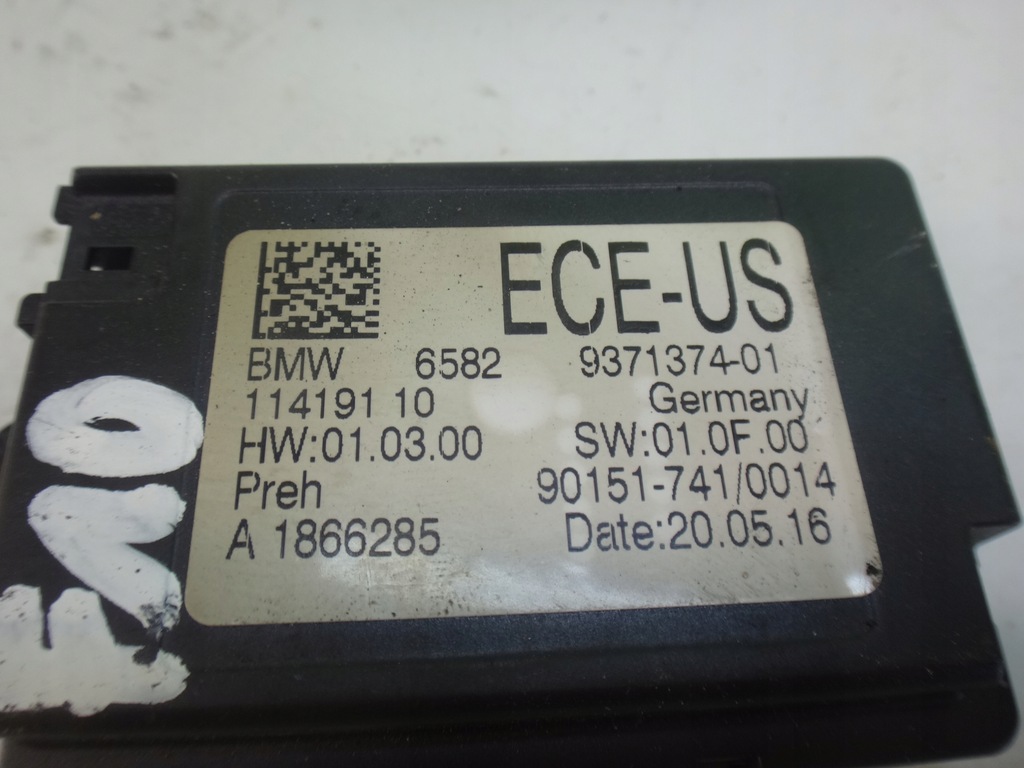 ECE-US
BMW 6582 9371374-01
114191 10 Germany
HW:01.03.00 SW:01.0F.00
Preh 90151-741/0014
A 1866285 Date:20.05.16